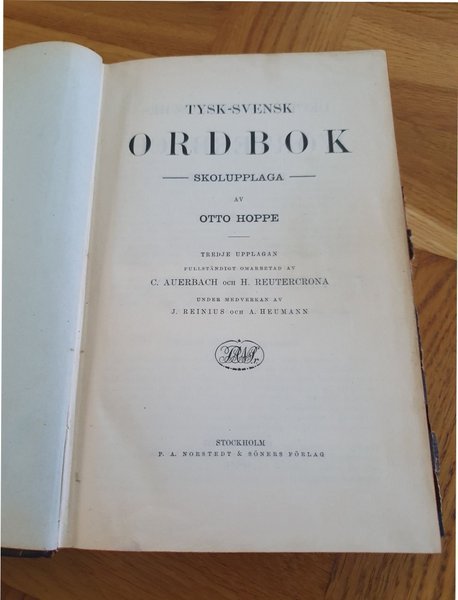 TYSK-SVENSK
ORDBOK
SKOLUPPLAGA
AV
OTTO HOPPE
TREDJE UPPLAGAN
FULLSTÄNDIGT OMARBETAD AV
C. AUERBACH OCH H. REUTERCRONA
UNDER MEDVERKAN AV
J. REINIUS OCH A. HEUMANN
STOCKHOLM
P. A. NORSTEDT & SÖNERS FÖRLAG